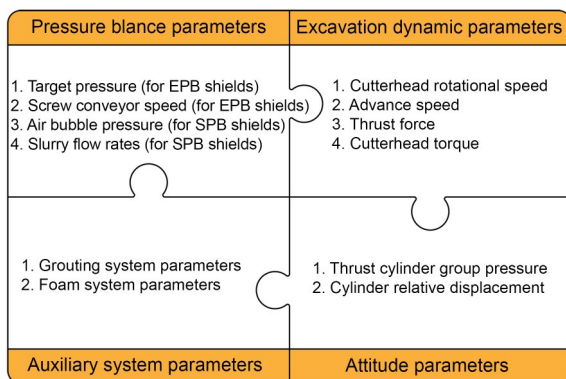 Pressure blance parameters
1. Target pressure (for EPB shields)
2. Screw conveyor speed (for EPB shields)
3. Air bubble pressure (for SPB shields)
4. Slurry flow rates (for SPB shields)
Excavation dynamic parameters
1. Cutterhead rotational speed
2. Advance speed
3. Thrust force
4. Cutterhead torque
1. Grouting system parameters
2. Foam system parameters
Auxiliary system parameters
1. Thrust cylinder group pressure
2. Cylinder relative displacement
Attitude parameters